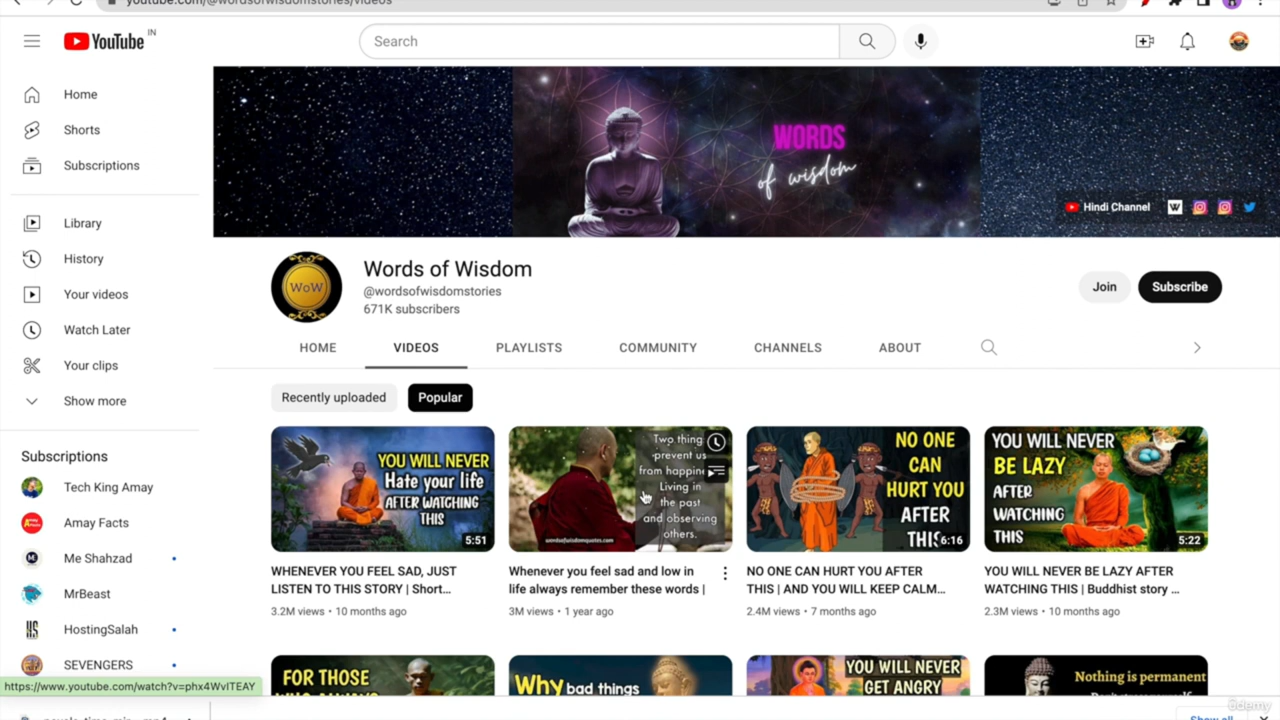 youtube.com/@wordsofwisdomstories/videos
YouTube IN
Search
Home
Shorts
Subscriptions
Library
History
Your videos
Watch Later
Your clips
Show more
Subscriptions
Tech King Amay
Amay Facts
Me Shahzad
MrBeast
HostingSalah
SEVENGERS
WORDS
of wisdom
Hindi Channel
WoW
Words of Wisdom
@wordsofwisdomstories
671K subscribers
Join
Subscribe
HOME
VIDEOS
PLAYLISTS
COMMUNITY
CHANNELS
ABOUT
Recently uploaded
Popular
YOU WILL NEVER
Hate your life
AFTER WATCHING
THIS
5:51
WHENEVER YOU FEEL SAD, JUST
LISTEN TO THIS STORY | Short...
3.2M views • 10 months ago
Two thing
prevent us
from happine
Living in
the past
and observing
others.
wordsofwisdomquotes.com
Whenever you feel sad and low in
life always remember these words |
3M views • 1 year ago
NO ONE
CAN
HURT YOU
AFTER
THIS
6:16
NO ONE CAN HURT YOU AFTER
THIS | AND YOU WILL KEEP CALM...
2.4M views • 7 months ago
YOU WILL NEVER
BE LAZY
AFTER
WATCHING
THIS
5:22
YOU WILL NEVER BE LAZY AFTER
WATCHING THIS | Buddhist story ...
2.3M views • 10 months ago
FOR THOSE
WHO ALWAYS
Why bad things
YOU WILL NEVER
GET ANGRY
Nothing is permanent
https://www.youtube.com/watch?v=phx4WvITEAY
Show all
ûdemy